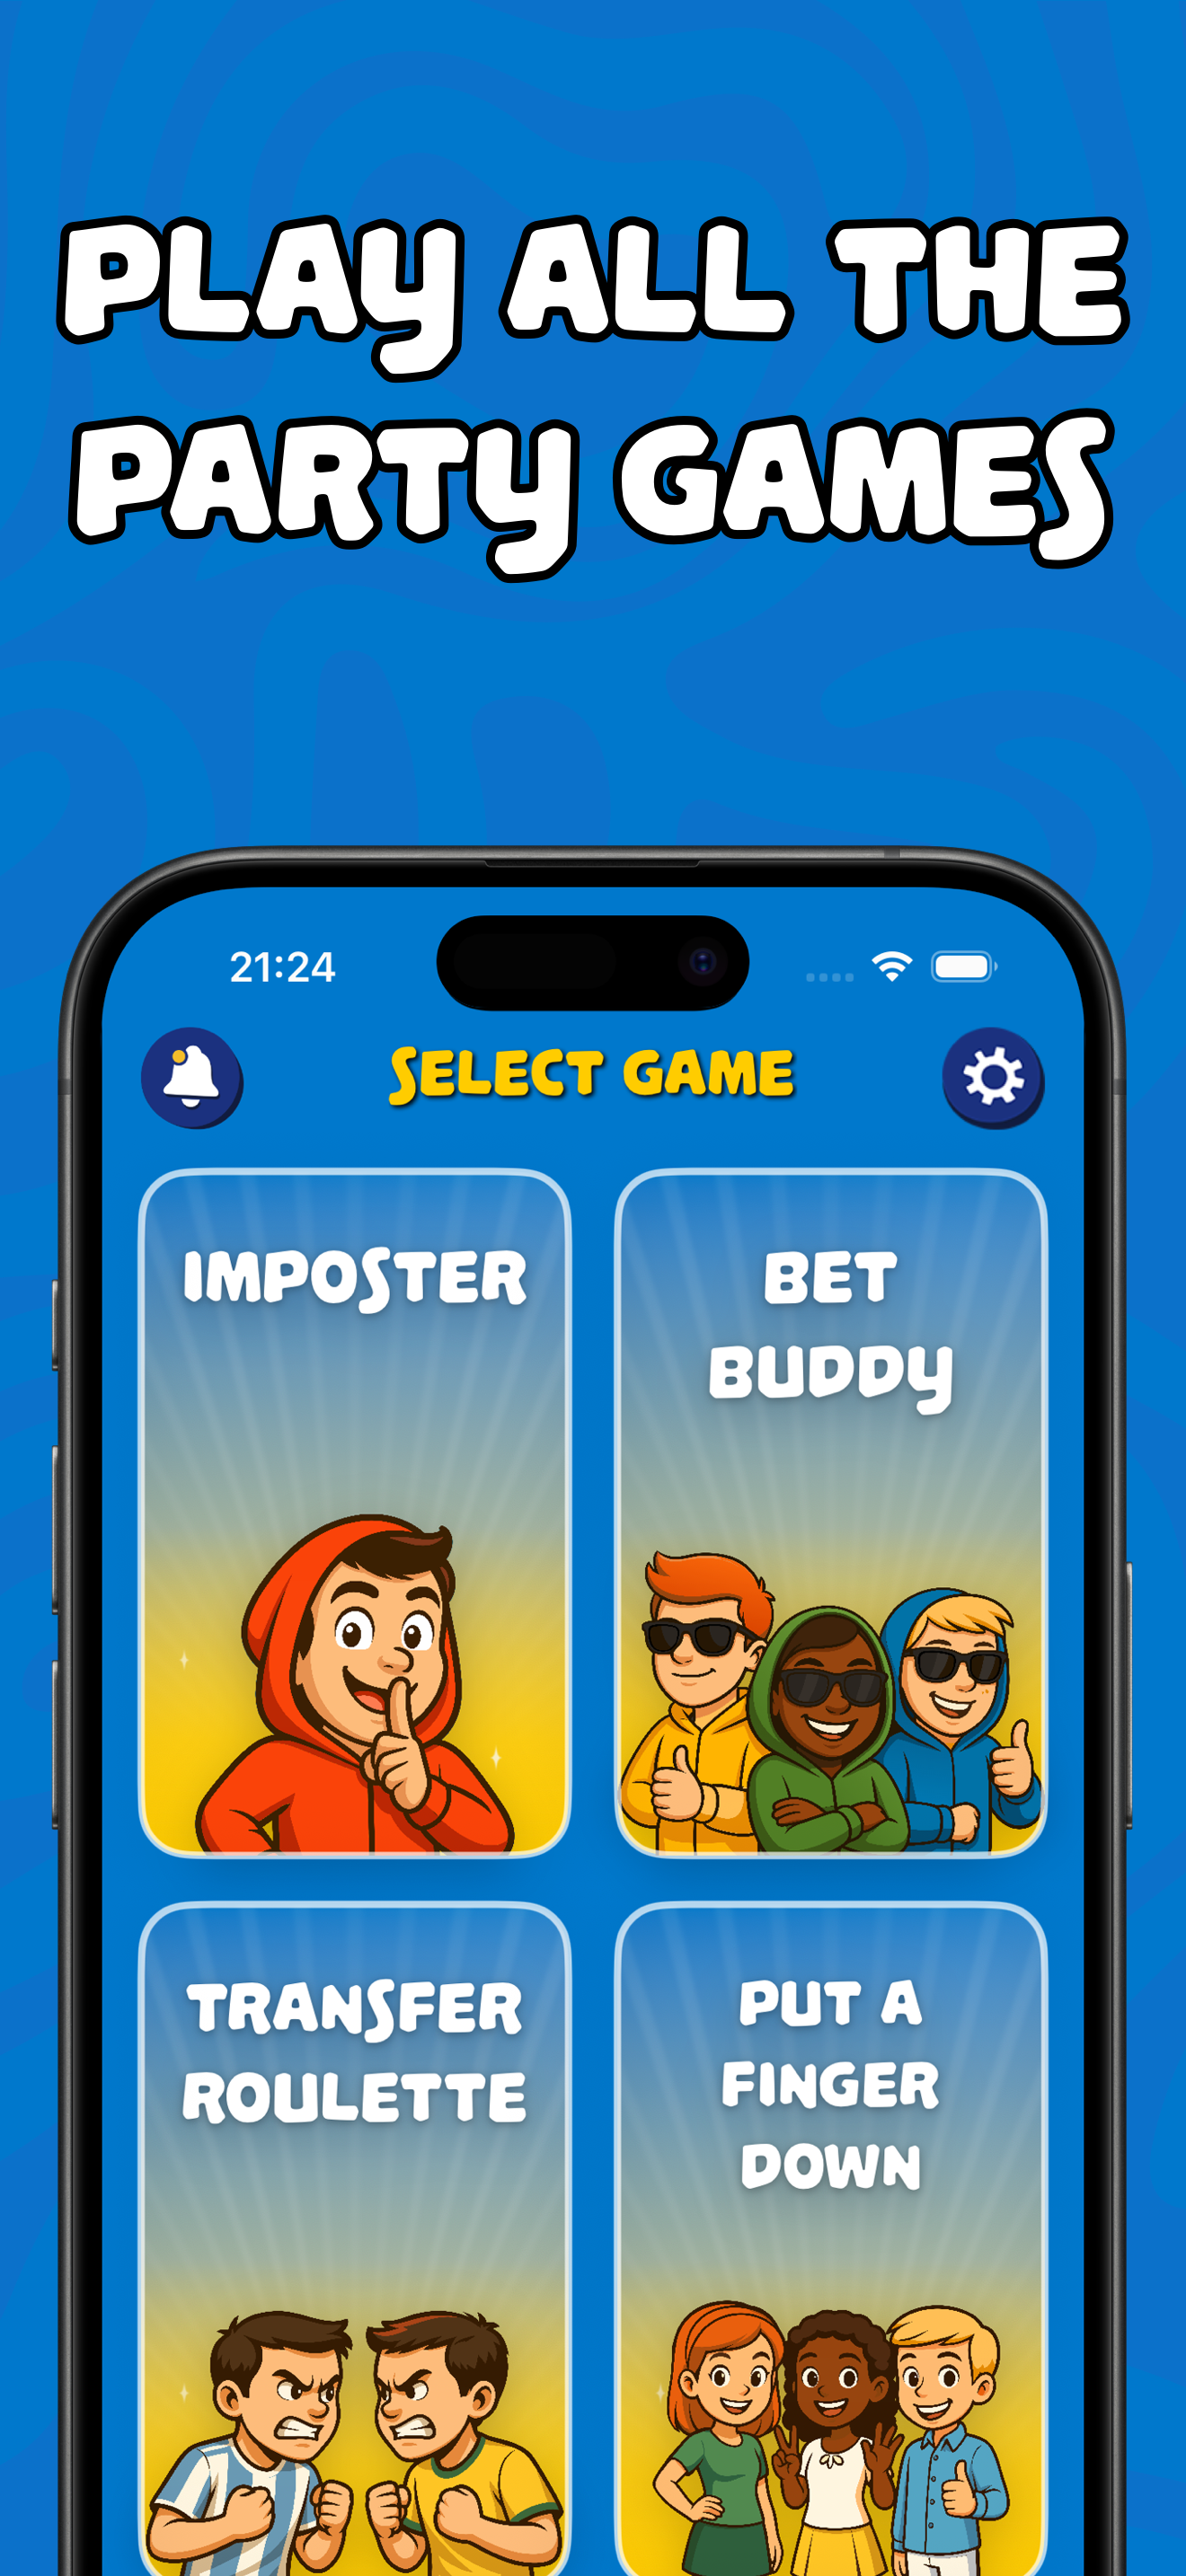 PLAY ALL THE
PARTY GAMES
21:24
SELECT GAME
IMPOSTER
BET
BUDDY
TRANSFER
ROULETTE
PUT A
FINGER
DOWN